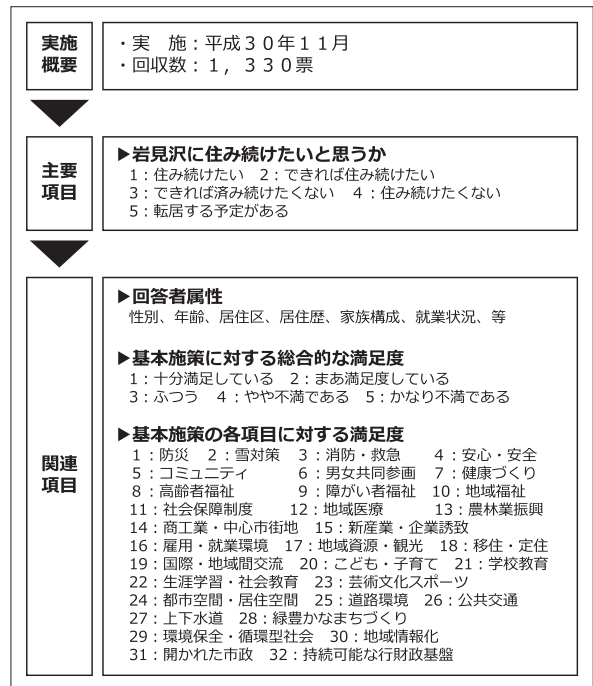 実施
概要
・実　施：平成３０年１１月
・回収数：１，３３０票
主要
項目
▶岩見沢に住み続けたいと思うか
1：住み続けたい　2：できれば住み続けたい
3：できれば済み続けたくない　4：住み続けたくない
5：転居する予定がある
関連
項目
▶回答者属性
性別、年齢、居住区、居住歴、家族構成、就業状況、等
▶基本施策に対する総合的な満足度
1：十分満足している　2：まあ満足度している
3：ふつう　4：やや不満である　5：かなり不満である
▶基本施策の各項目に対する満足度
1：防災　2：雪対策　3：消防・救急　4：安心・安全
5：コミュニティ　6：男女共同参画　7：健康づくり
8：高齢者福祉　9：障がい者福祉　10：地域福祉
11：社会保障制度　12：地域医療　13：農林業振興
14：商工業・中心市街地　15：新産業・企業誘致
16：雇用・就業環境　17：地域資源・観光　18：移住・定住
19：国際・地域間交流　20：こども・子育て　21：学校教育
22：生涯学習・社会教育　23：芸術文化スポーツ
24：都市空間・居住空間　25：道路環境　26：公共交通
27：上下水道　28：緑豊かなまちづくり
29：環境保全・循環型社会　30：地域情報化
31：開かれた市政　32：持続可能な行財政基盤